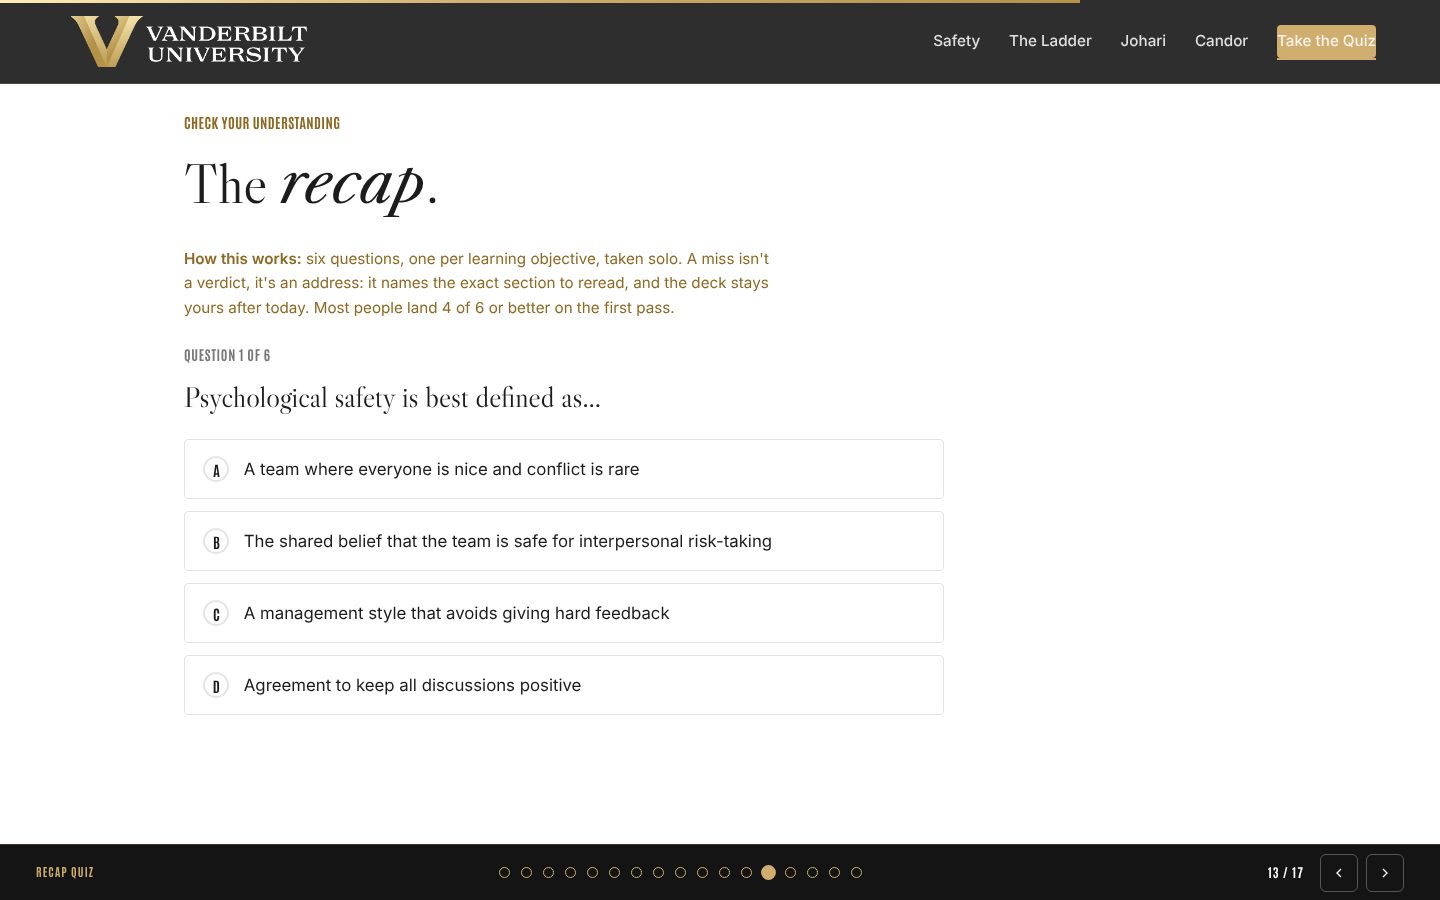 VANDERBILT
UNIVERSITY
Safety The Ladder Johari Candor Take the Quiz
CHECK YOUR UNDERSTANDING
The recap.
How this works: six questions, one per learning objective, taken solo. A miss isn't
a verdict, it's an address: it names the exact section to reread, and the deck stays
yours after today. Most people land 4 of 6 or better on the first pass.
QUESTION 1 OF 6
Psychological safety is best defined as...
A A team where everyone is nice and conflict is rare
B The shared belief that the team is safe for interpersonal risk-taking
C A management style that avoids giving hard feedback
D Agreement to keep all discussions positive
RECAP QUIZ
13 / 17